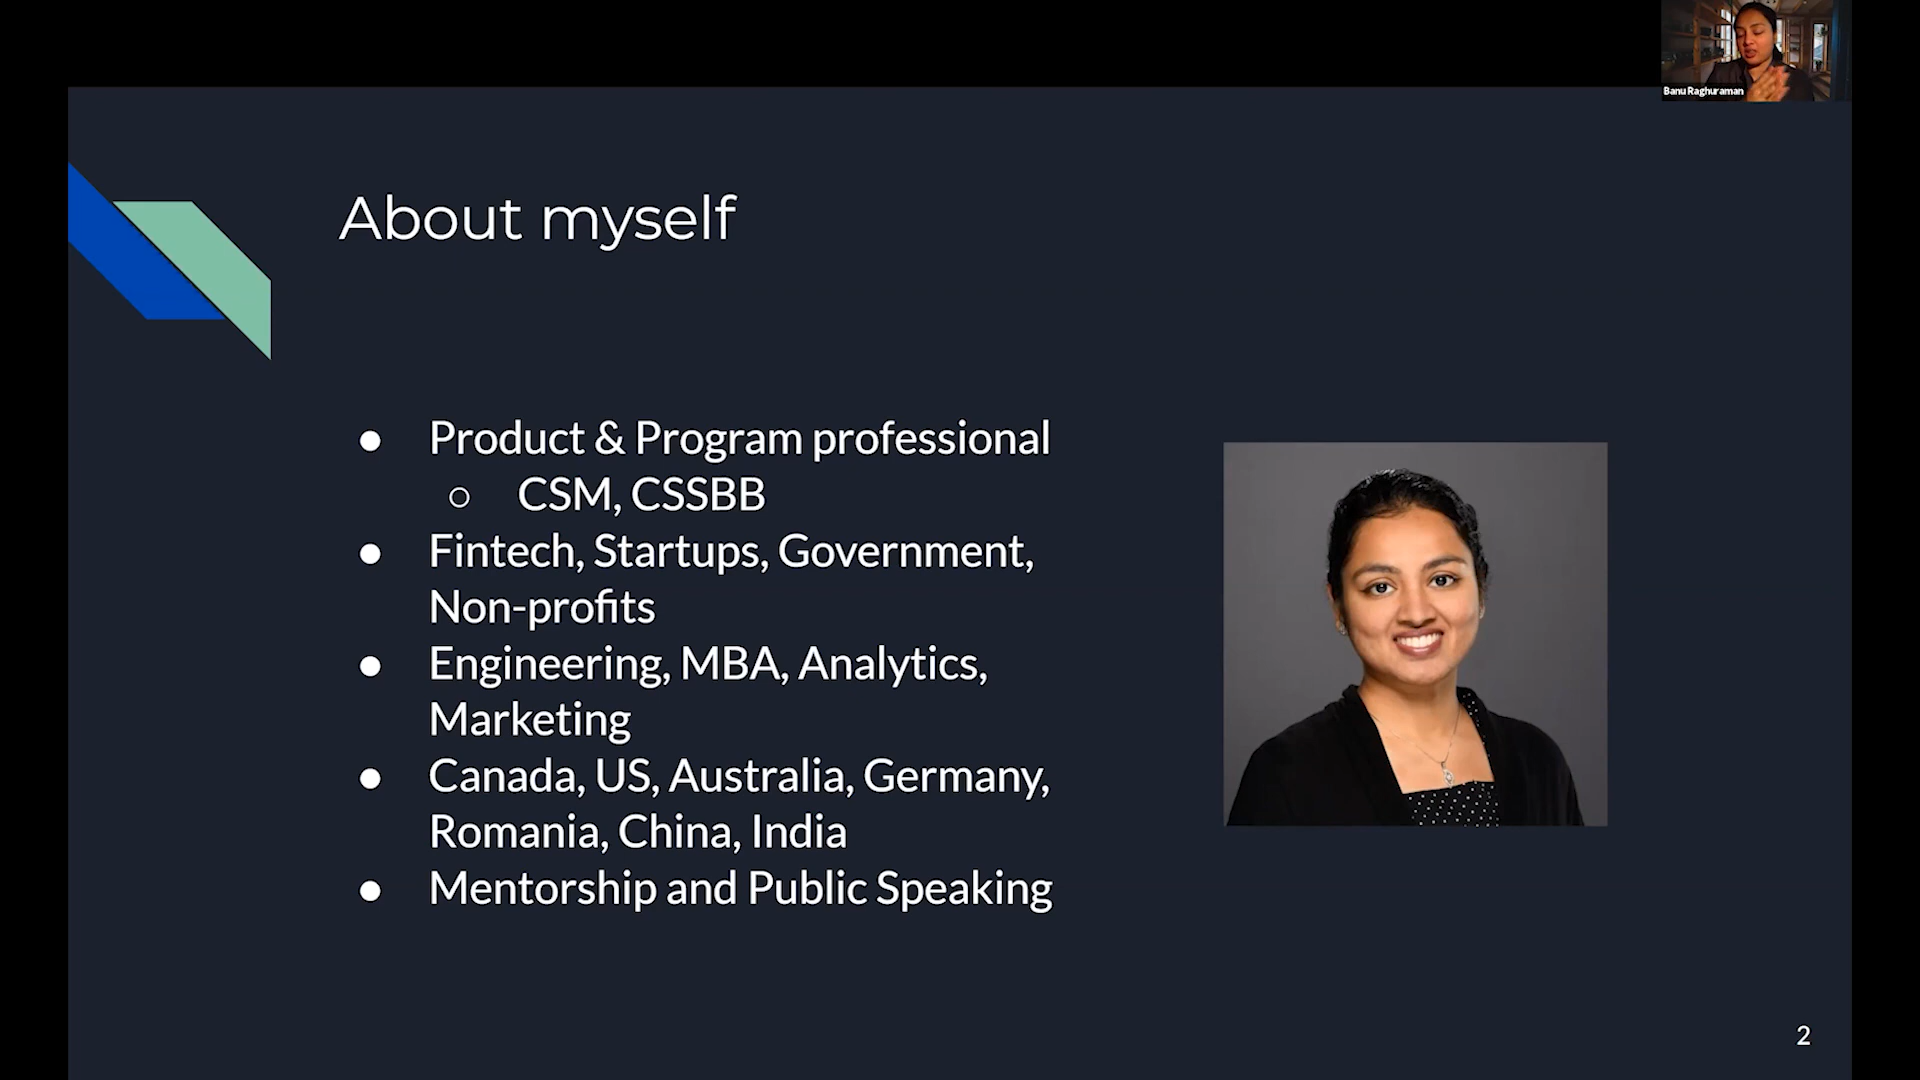 Banu Raghuraman
About myself
● Product & Program professional
○ CSM, CSSBB
● Fintech, Startups, Government,
Non-profits
● Engineering, MBA, Analytics,
Marketing
● Canada, US, Australia, Germany,
Romania, China, India
● Mentorship and Public Speaking
2